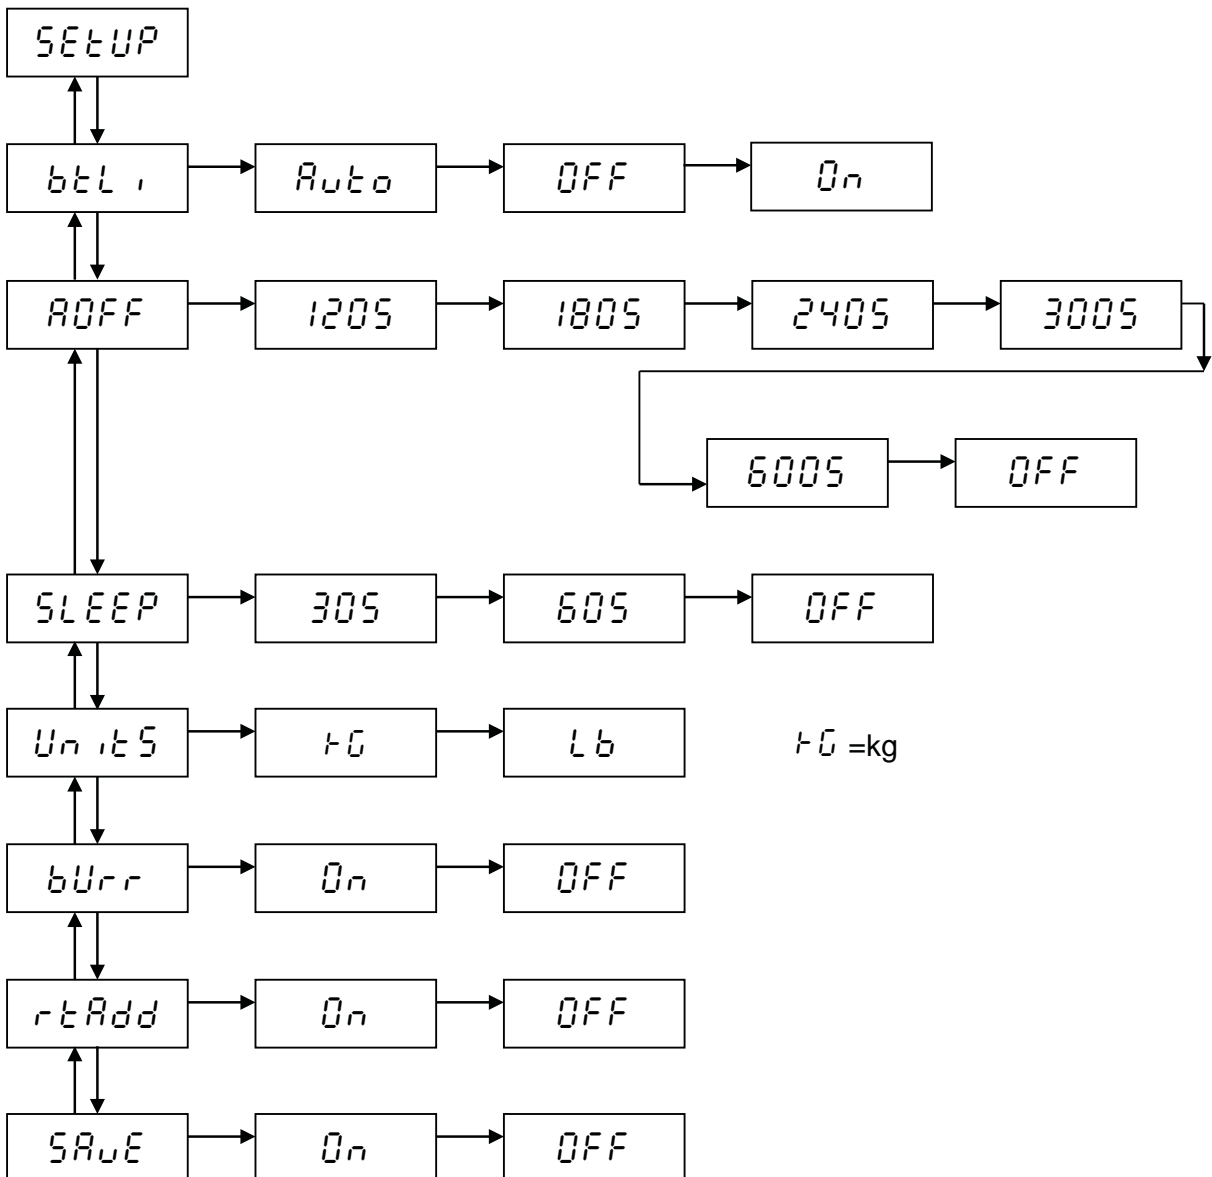 SEtUP
btLi Auto OFF On
AOFF 120S 180S 240S 300S
600S OFF
SLEEP 30S 60S OFF
UnitS kG Lb kG =kg
bUrr On OFF
rtAdd On OFF
SAvE On OFF